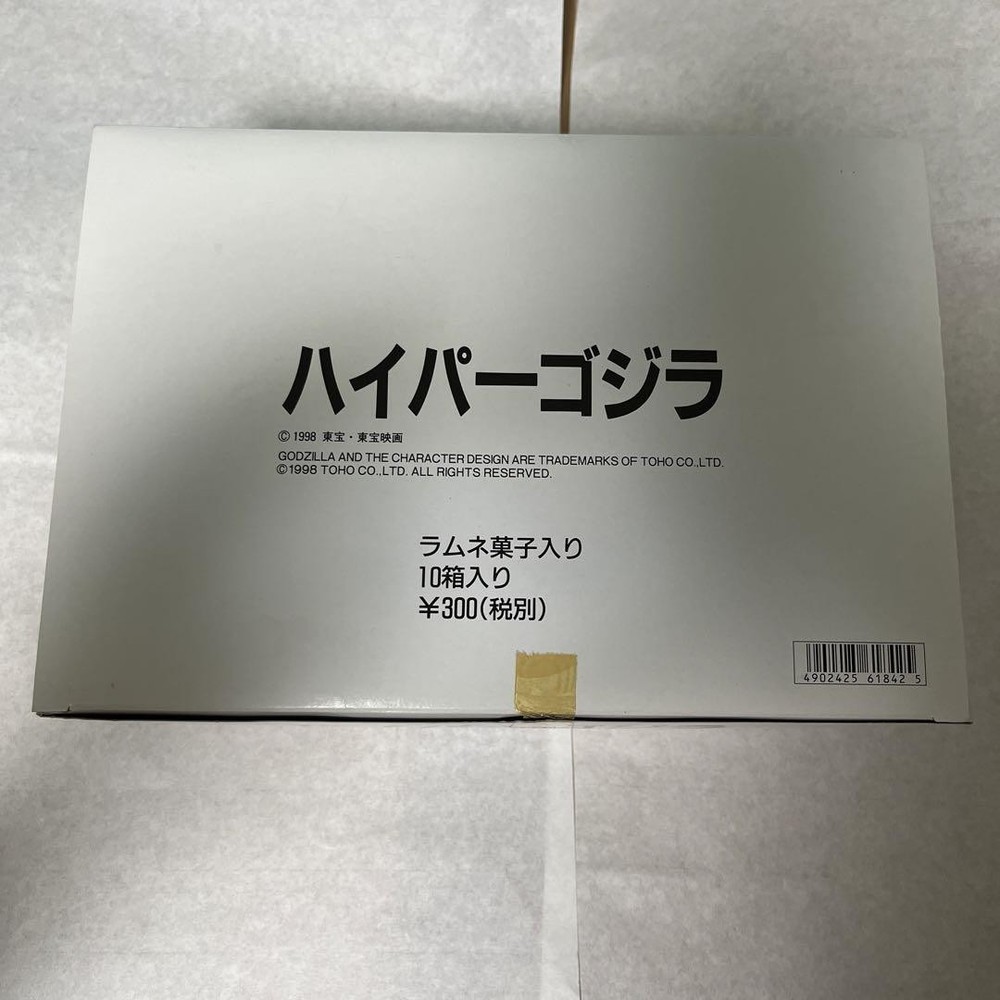 ハイパーゴジラ
© 1998 東宝・東宝映画
GODZILLA AND THE CHARACTER DESIGN ARE TRADEMARKS OF TOHO CO.,LTD.
©1998 TOHO CO.,LTD. ALL RIGHTS RESERVED.
ラムネ菓子入り
10箱入り
¥300(税別)
4902425 61842 5